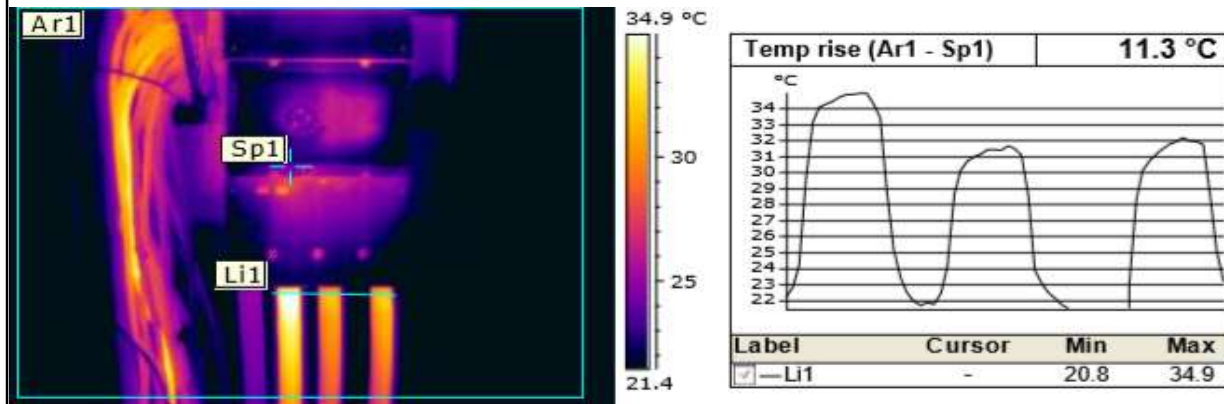 Ar1
Sp1
Li1
34.9 °C
30
25
21.4
Temp rise (Ar1 - Sp1) 11.3 °C
°C
34
33
32
31
30
29
28
27
26
25
24
23
22
Label Cursor Min Max
Li1 - 20.8 34.9